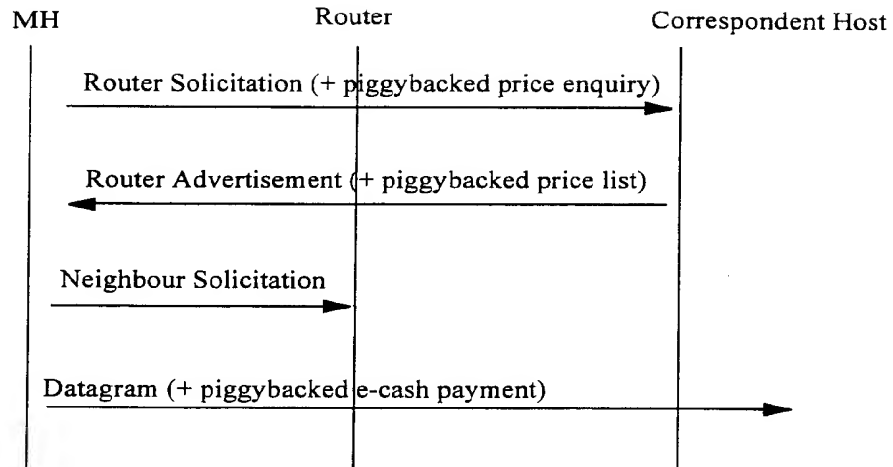 MH
Router
Correspondent Host
Router Solicitation (+ piggybacked price enquiry)
Router Advertisement (+ piggybacked price list)
Neighbour Solicitation
Datagram (+ piggybacked e-cash payment)